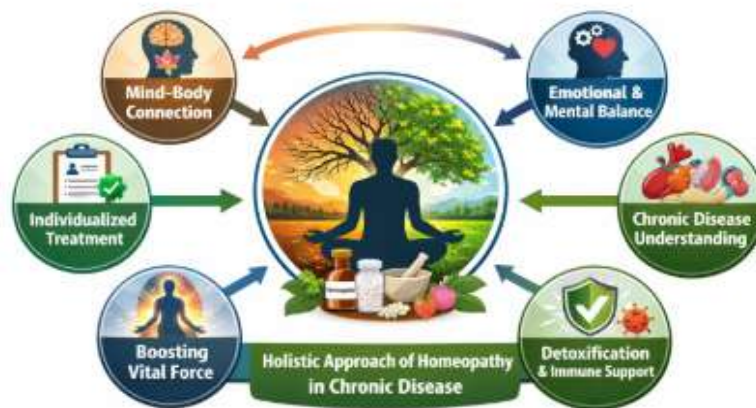 Mind-Body
Connection
Emotional &
Mental Balance
Individualized
Treatment
Chronic Disease
Understanding
Boosting
Vital Force
Detoxification
& Immune Support
Holistic Approach of Homeopathy
in Chronic Disease